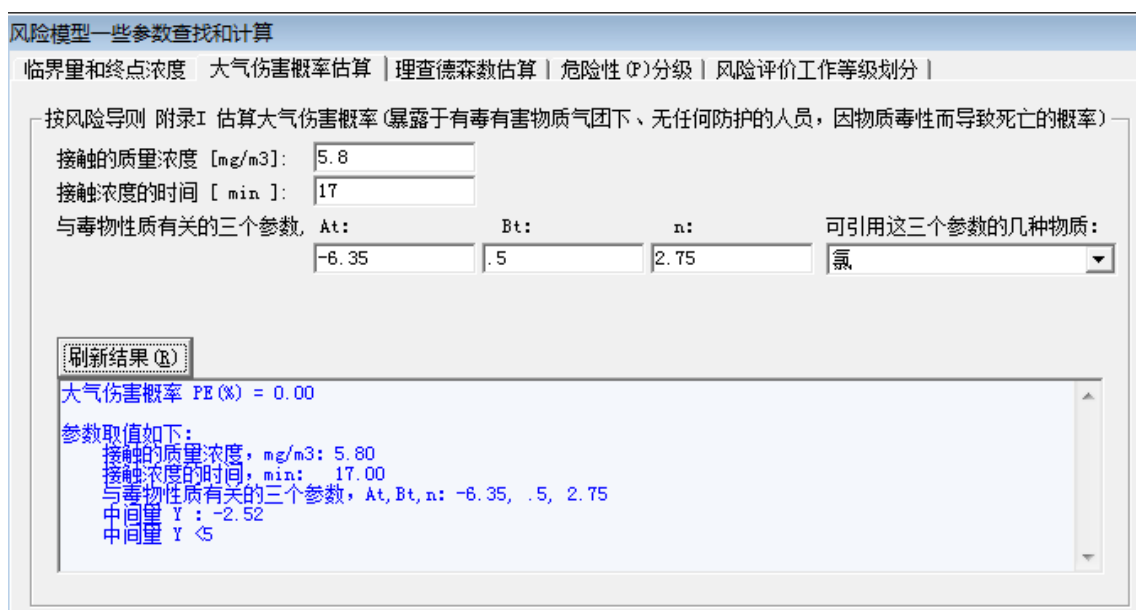 风险模型一些参数查找和计算
临界量和终点浓度 大气伤害概率估算 理查德森数估算 危险性(P)分级 风险评价工作等级划分
按风险导则 附录I 估算大气伤害概率(暴露于有毒有害物质气团下、无任何防护的人员，因物质毒性而导致死亡的概率)
接触的质量浓度 [mg/m3]: 5.8
接触浓度的时间 [ min ]: 17
与毒物性质有关的三个参数, At: Bt: n: 可引用这三个参数的几种物质:
-6.35 .5 2.75 氯
刷新结果(R)
大气伤害概率 PE(%) = 0.00
参数取值如下:
接触的质量浓度，mg/m3: 5.80
接触浓度的时间，min: 17.00
与毒物性质有关的三个参数，At,Bt,n: -6.35, .5, 2.75
中间量 Y : -2.52
中间量 Y <5